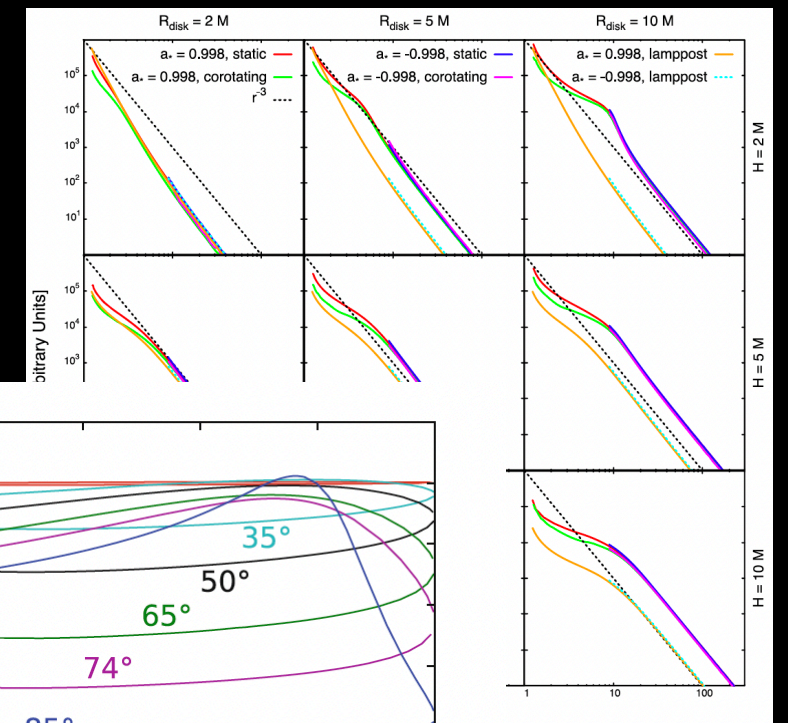 R_disk = 2 M R_disk = 5 M R_disk = 10 M
a* = 0.998, static
a* = 0.998, corotating
r^-3
a* = -0.998, static
a* = -0.998, corotating
a* = 0.998, lamppost
a* = -0.998, lamppost
10^5
10^4
10^3
10^2
10^1
H = 2 M
10^5
10^4
10^3
bitrary Units]
H = 5 M
35°
50°
65°
74°
H = 10 M
1 10 100